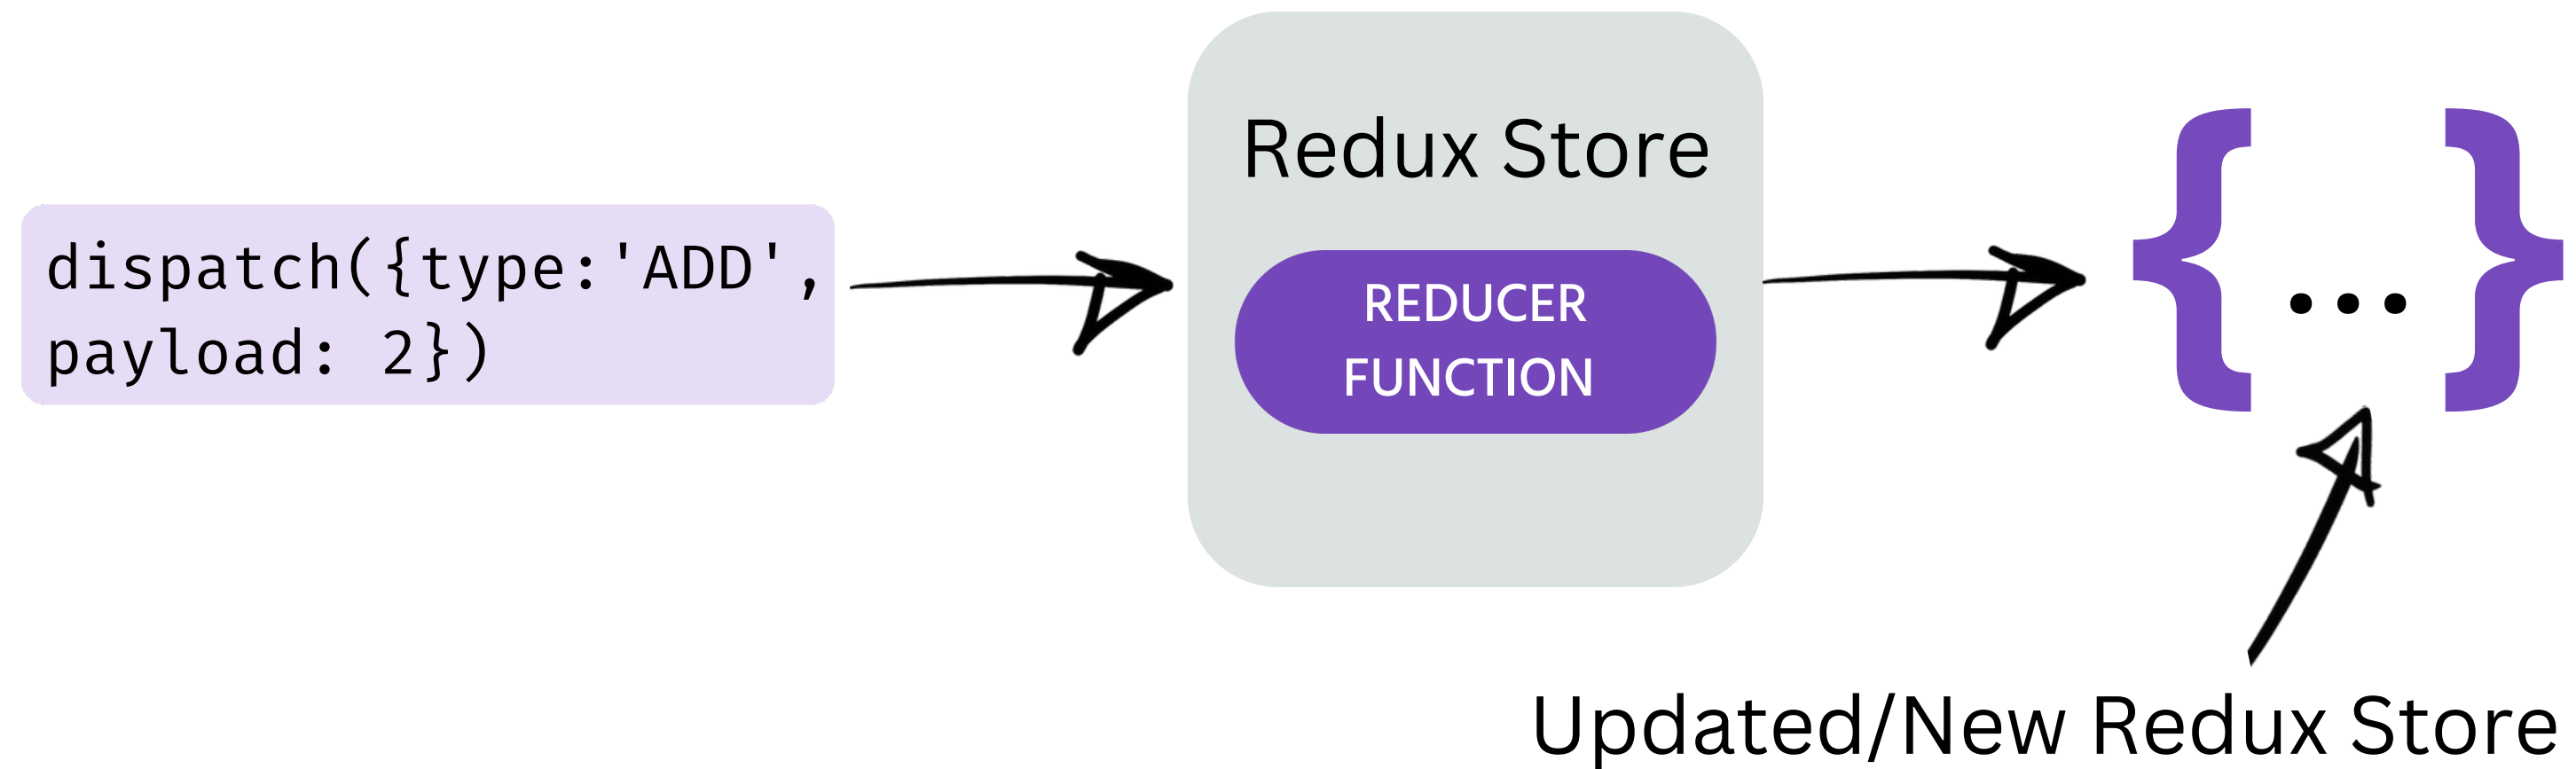 dispatch({type:'ADD',
payload: 2})
Redux Store
REDUCER
FUNCTION
{...}
Updated/New Redux Store